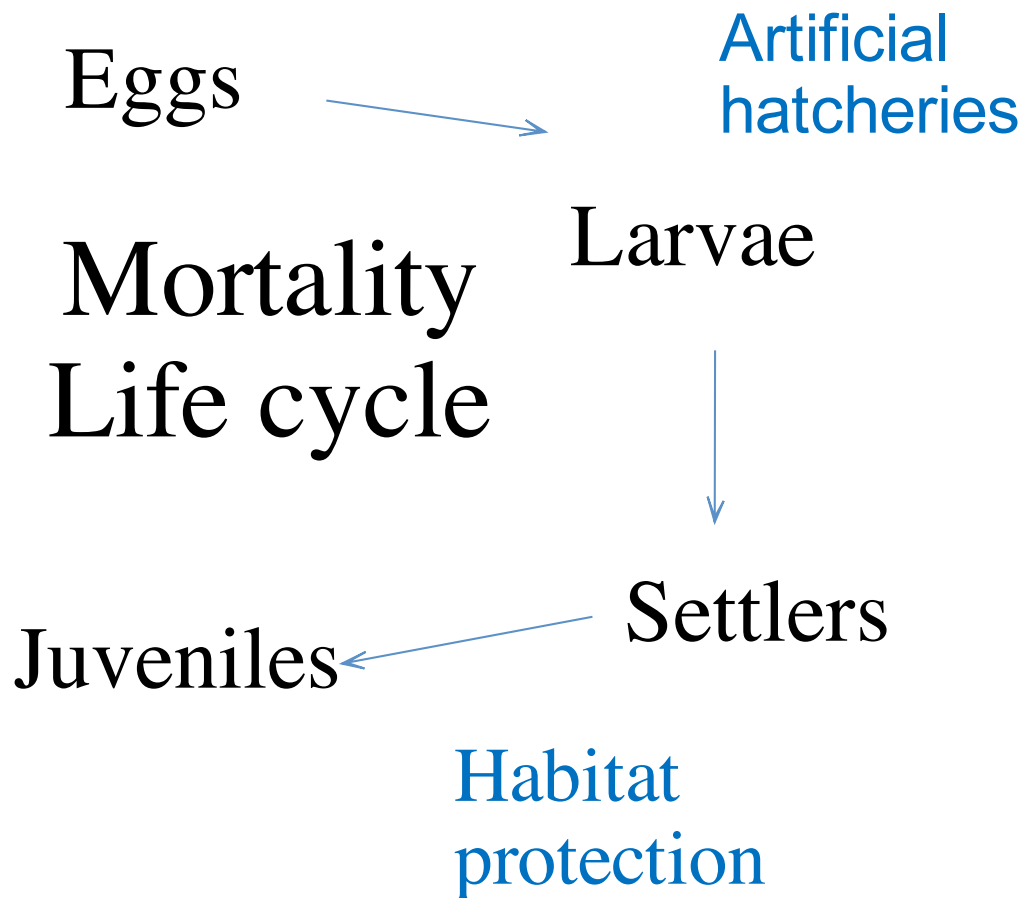 Eggs
Artificial
hatcheries
Larvae
Mortality
Life cycle
Settlers
Juveniles
Habitat
protection